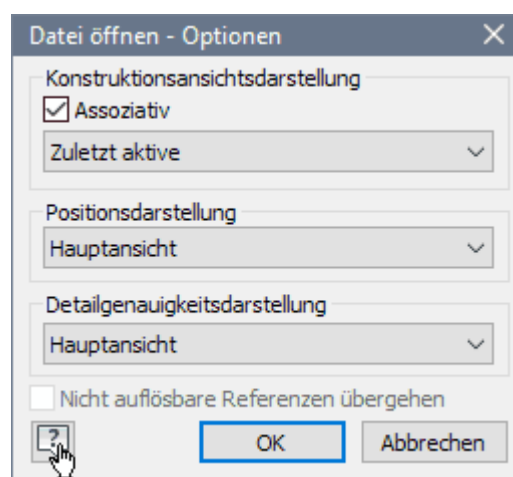 Datei öffnen - Optionen
Konstruktionsansichtsdarstellung
Assoziativ
Zuletzt aktive
Positionsdarstellung
Hauptansicht
Detailgenauigkeitsdarstellung
Hauptansicht
Nicht auflösbare Referenzen übergehen
? OK Abbrechen